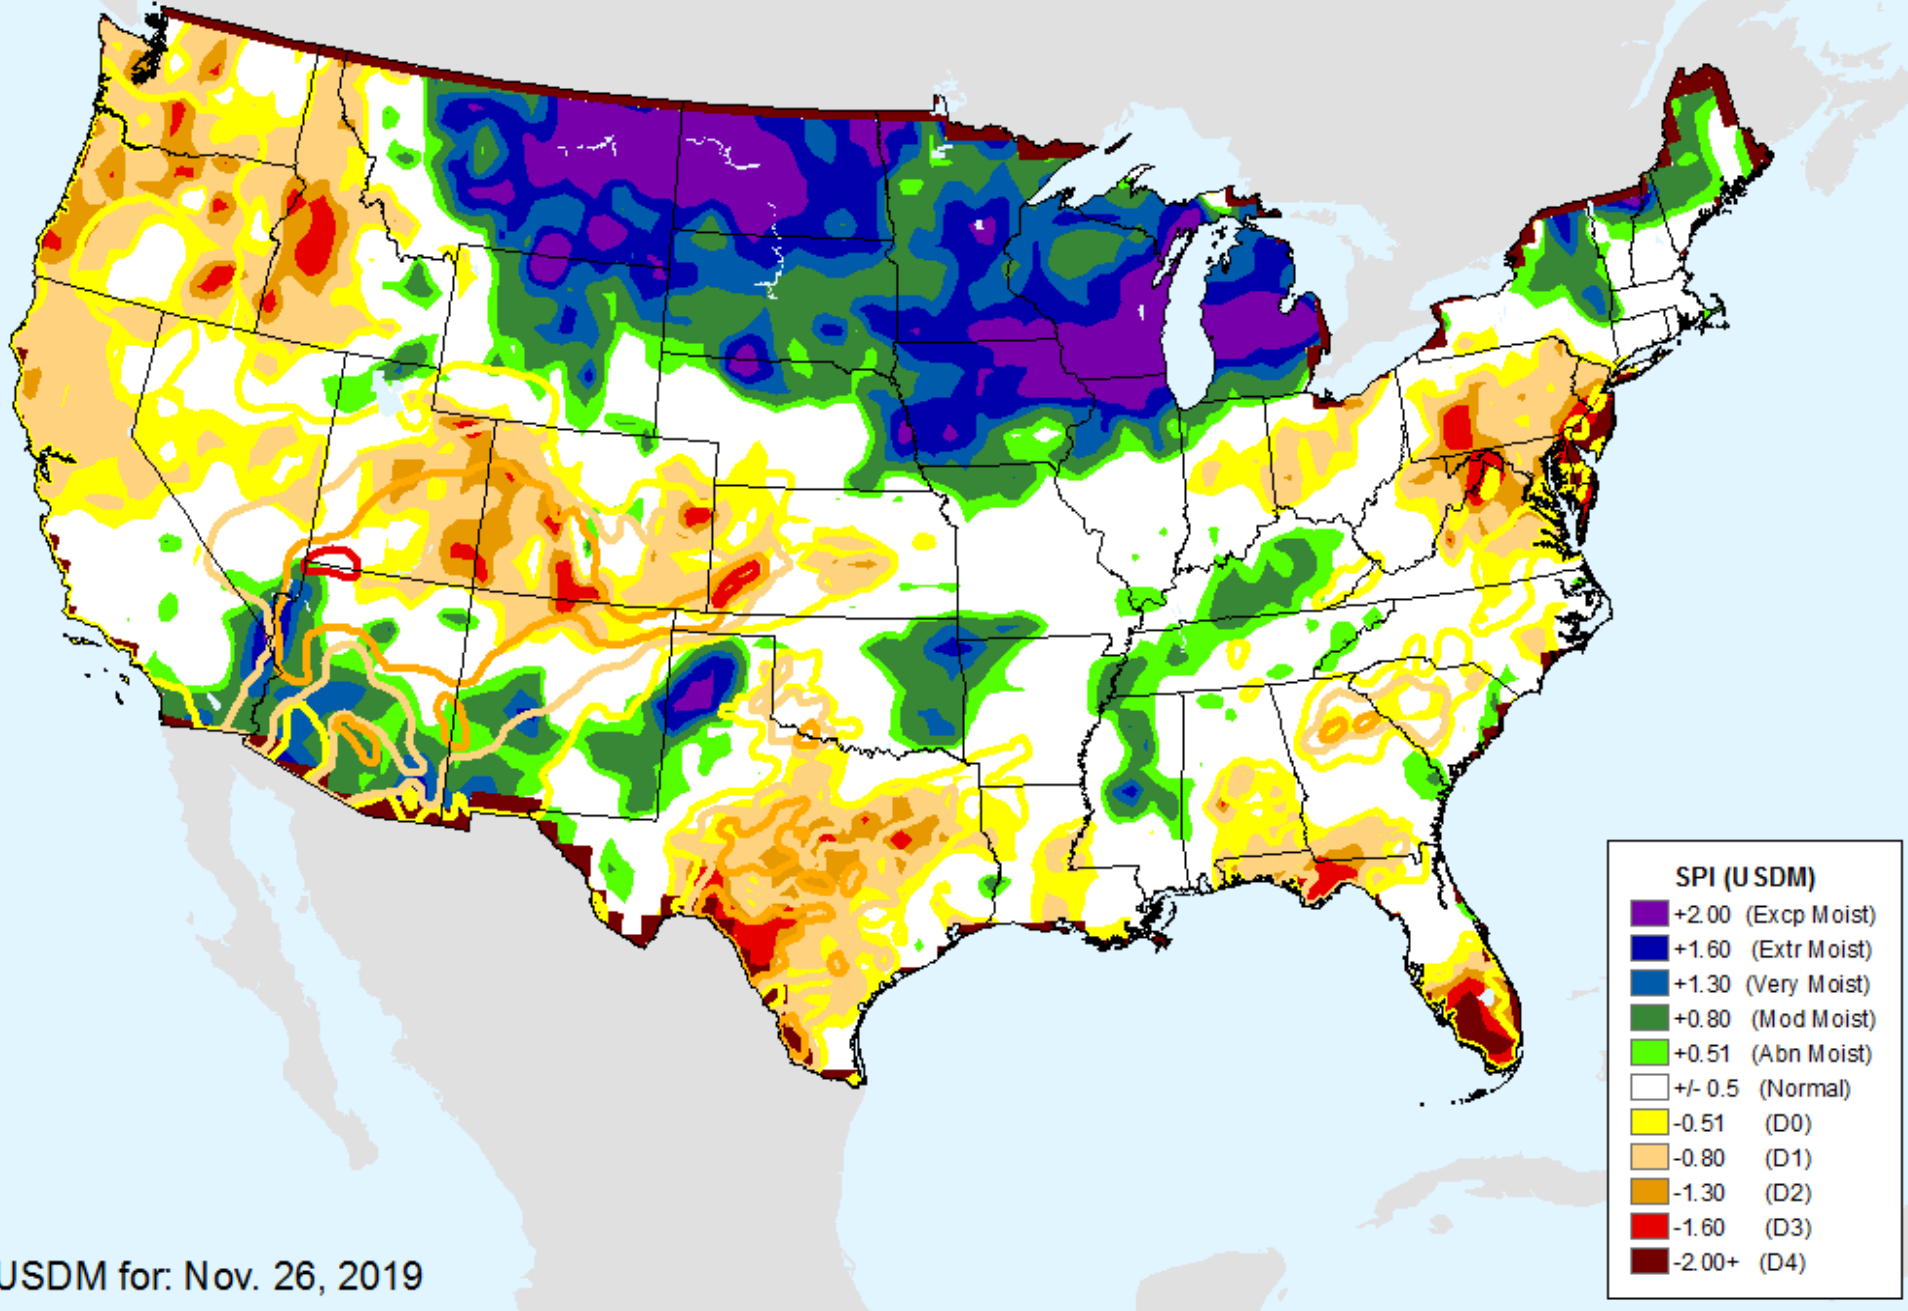 SPI (USDM)
+2.00 (Excp Moist)
+1.60 (Extr Moist)
+1.30 (Very Moist)
+0.80 (Mod Moist)
+0.51 (Abn Moist)
+/- 0.5 (Normal)
-0.51 (D0)
-0.80 (D1)
-1.30 (D2)
-1.60 (D3)
-2.00+ (D4)
USDM for: Nov. 26, 2019